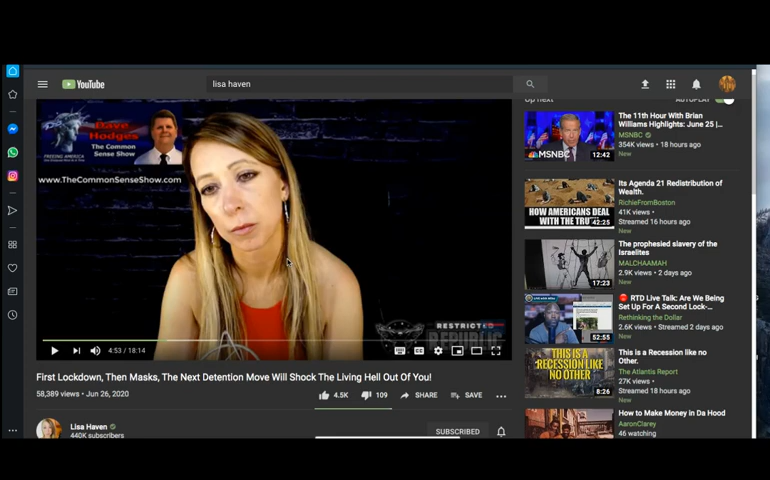 YouTube
lisa haven
Dave
Hodges
The Common
Sense Show
FREEING AMERICA
www.TheCommonSenseShow.com
RESTRICTED
REPUBLIC
4:53 / 18:14
CC
First Lockdown, Then Masks, The Next Detention Move Will Shock The Living Hell Out Of You!
58,389 views • Jun 26, 2020
4.5K
109
SHARE
SAVE
Lisa Haven
440K subscribers
SUBSCRIBED
Up next
AUTOPLAY
MSNBC
12:42
The 11th Hour With Brian
Williams Highlights: June 25 |...
MSNBC
354K views • 18 hours ago
New
HOW AMERICANS DEAL
WITH THE
42:25
Its Agenda 21 Redistribution of
Wealth.
RichieFromBoston
41K views •
Streamed 16 hours ago
New
17:23
The prophesied slavery of the
Israelites
MALCHAAMAH
2.9K views • 2 days ago
New
52:55
RTD Live Talk: Are We Being
Set Up For A Second Lock-...
Rethinking the Dollar
2.6K views • Streamed 2 days ago
New
THIS IS A
RECESSION LIKE
NO OTHER
8:26
This is a Recession like no
Other.
The Atlantis Report
27K views •
Streamed 18 hours ago
New
How to Make Money in Da Hood
AaronClarey
46 watching